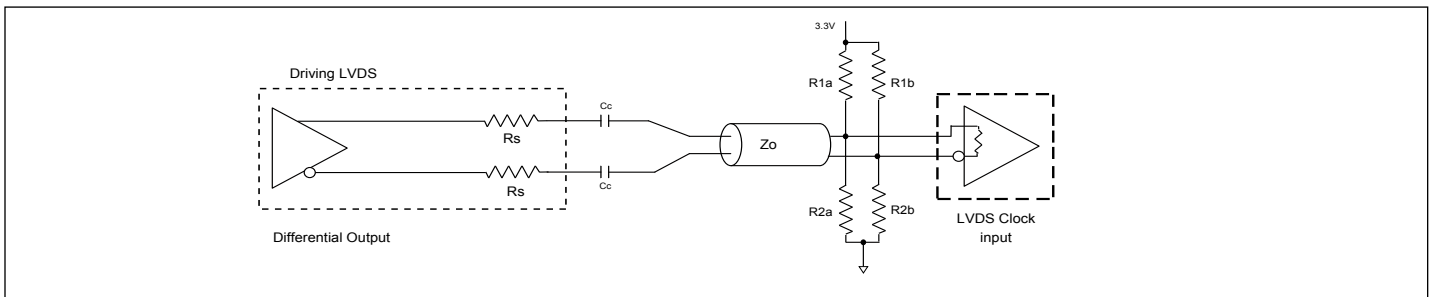 3.3V
Driving LVDS
R1a
R1b
Cc
Rs
Zo
Cc
Rs
R2a
R2b
LVDS Clock
input
Differential Output